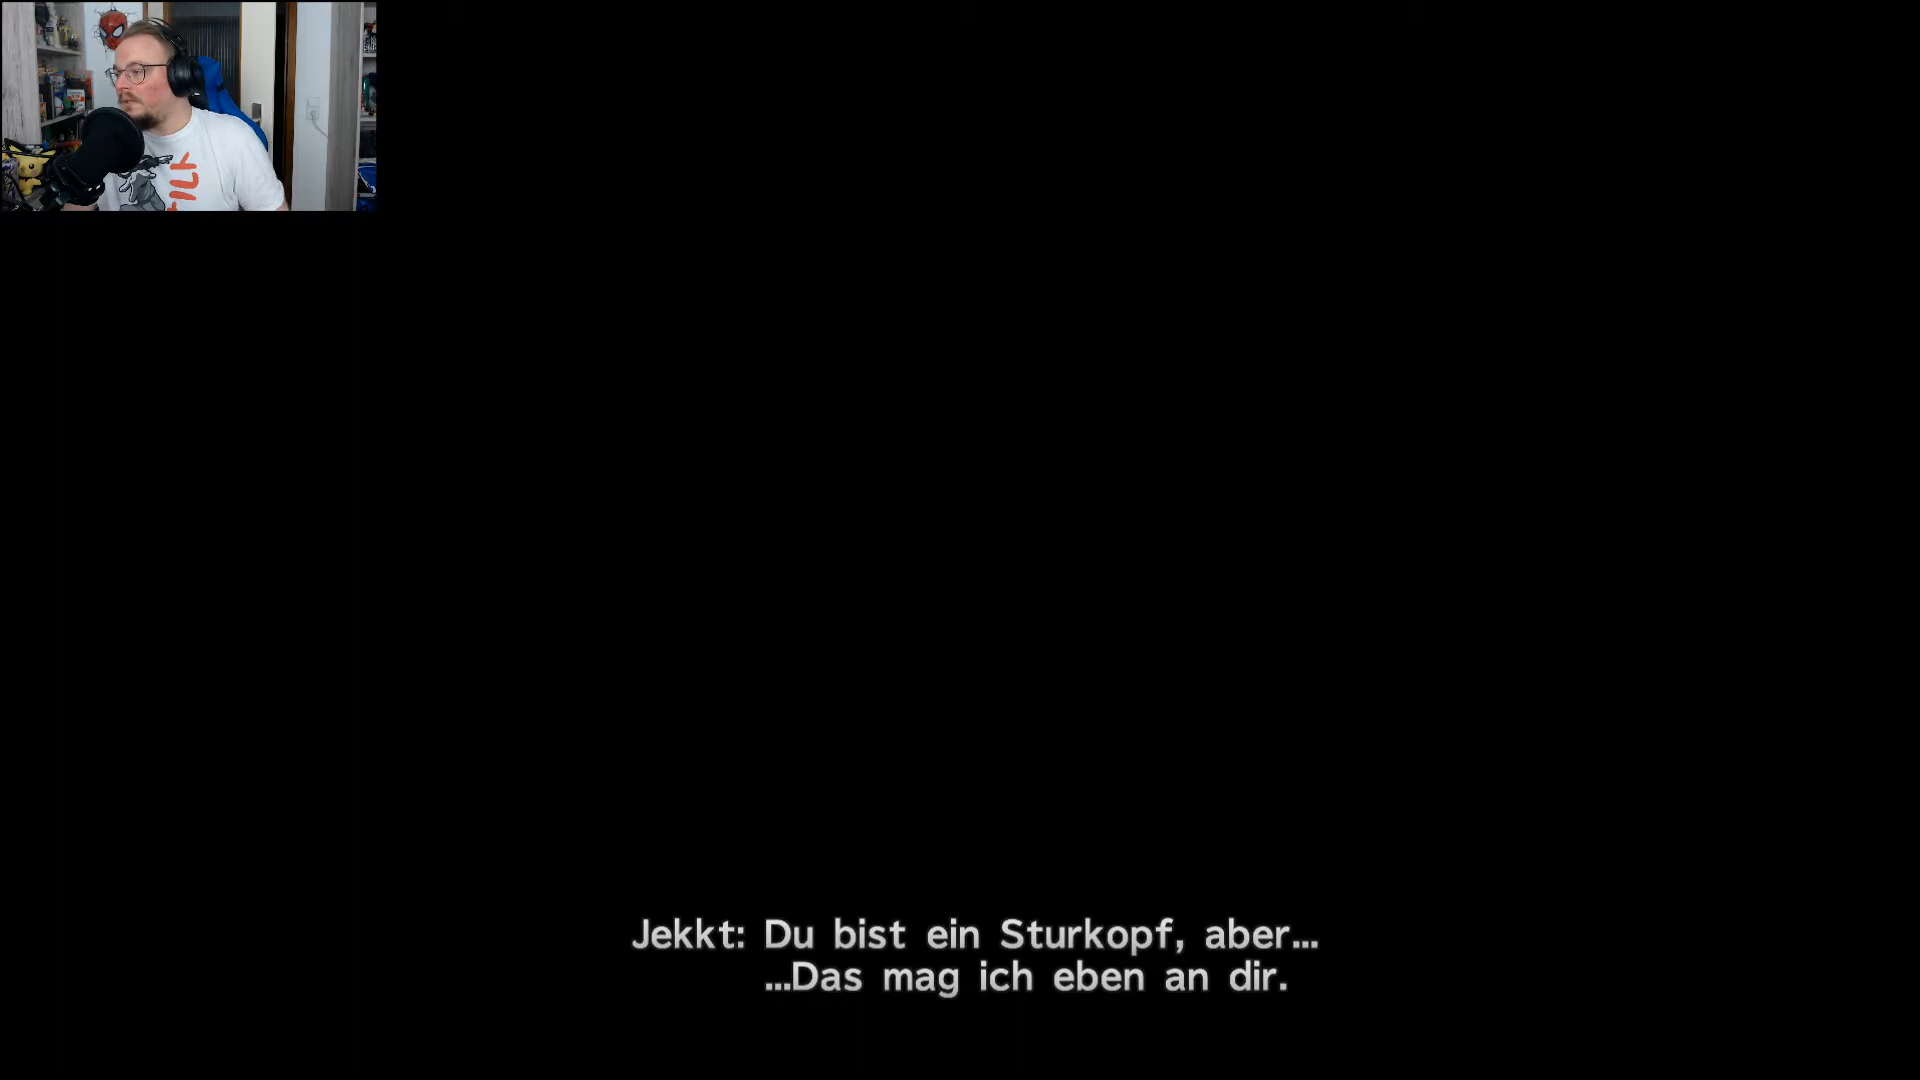 Jekkt: Du bist ein Sturkopf, aber...
...Das mag ich eben an dir.